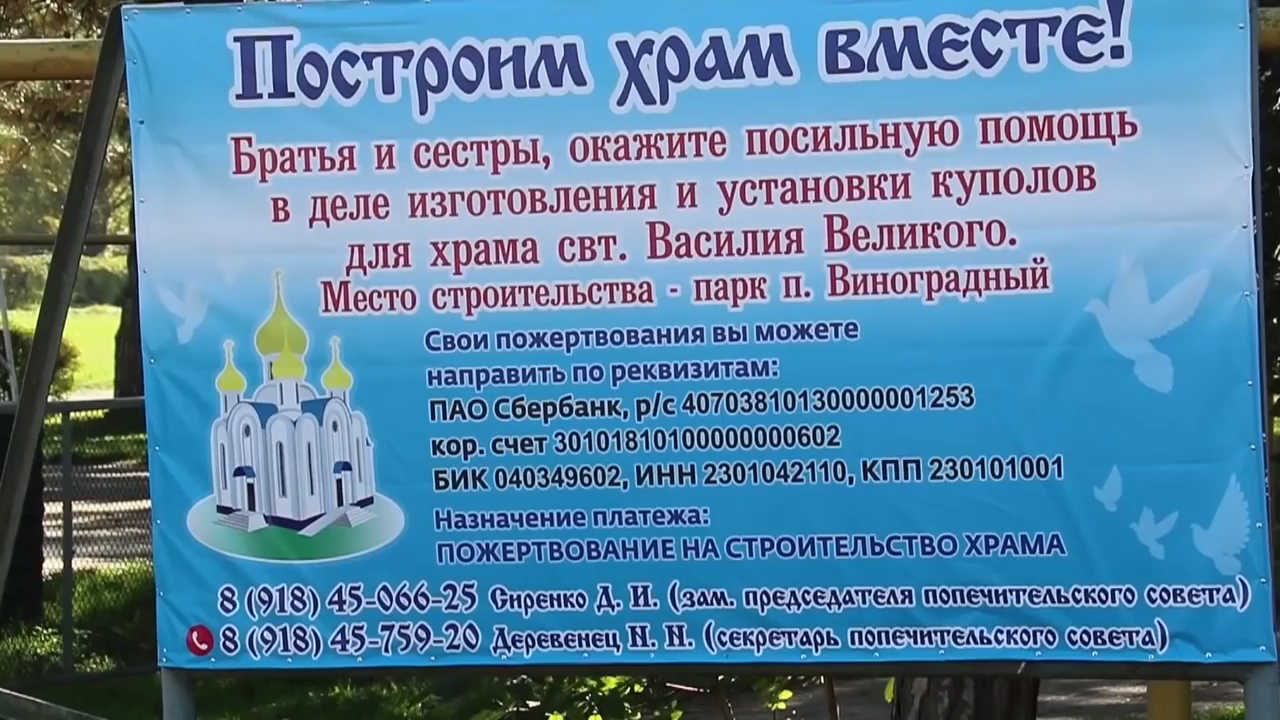 Построим храм вместе!
Братья и сестры, окажите посильную помощь
в деле изготовления и установки куполов
для храма свт. Василия Великого.
Место строительства - парк п. Виноградный
Свои пожертвования вы можете
направить по реквизитам:
ПАО Сбербанк, р/с 40703810130000001253
кор. счет 30101810100000000602
БИК 040349602, ИНН 2301042110, КПП 230101001
Назначение платежа:
ПОЖЕРТВОВАНИЕ НА СТРОИТЕЛЬСТВО ХРАМА
8 (918) 45-066-25 Сиренко Д. И. (зам. председателя попечительского совета)
8 (918) 45-759-20 Деревенец N. N. (секретарь попечительского совета)